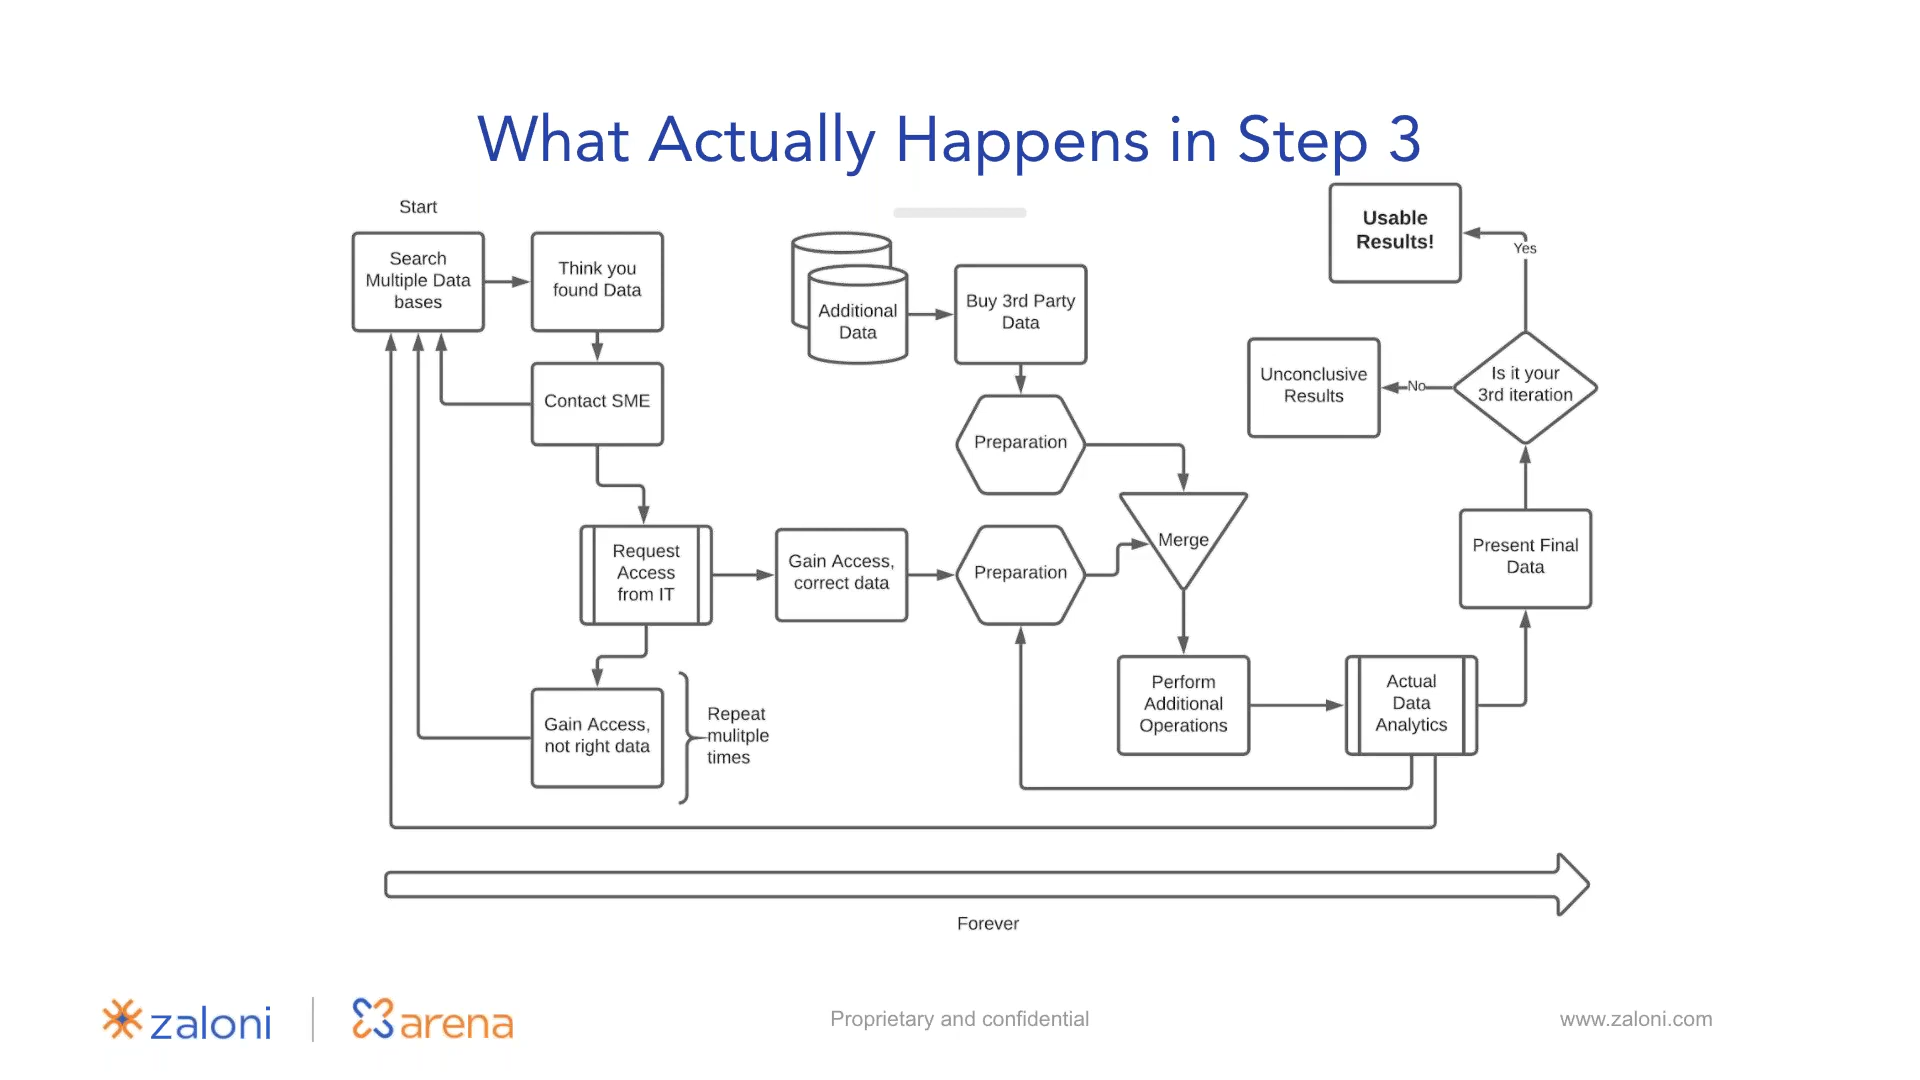 What Actually Happens in Step 3
Start
Search
Multiple Data
bases
Think you
found Data
Contact SME
Request
Access
from IT
Gain Access,
not right data
Repeat
mulitple
times
Gain Access,
correct data
Additional
Data
Buy 3rd Party
Data
Preparation
Preparation
Merge
Perform
Additional
Operations
Actual
Data
Analytics
Present Final
Data
Is it your
3rd iteration
No
Unconclusive
Results
Yes
Usable
Results!
Forever
zaloni
arena
Proprietary and confidential
www.zaloni.com